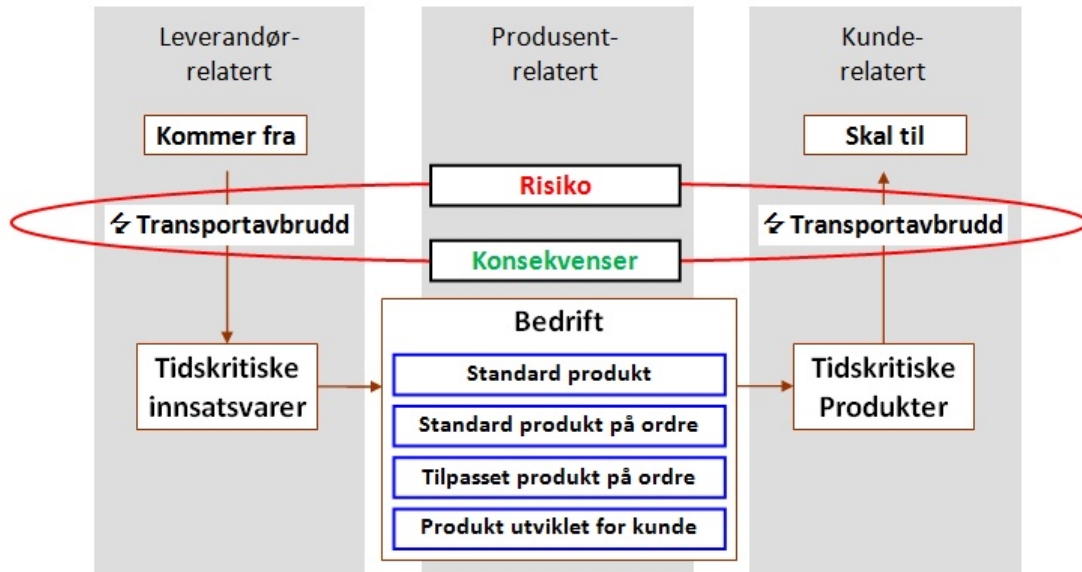 Leverandør-
relatert
Produsent-
relatert
Kunde-
relatert
Kommer fra
Skal til
Risiko
Transportavbrudd
Transportavbrudd
Konsekvenser
Bedrift
Tidskritiske
innsatsvarer
Standard produkt
Standard produkt på ordre
Tilpasset produkt på ordre
Produkt utviklet for kunde
Tidskritiske
Produkter